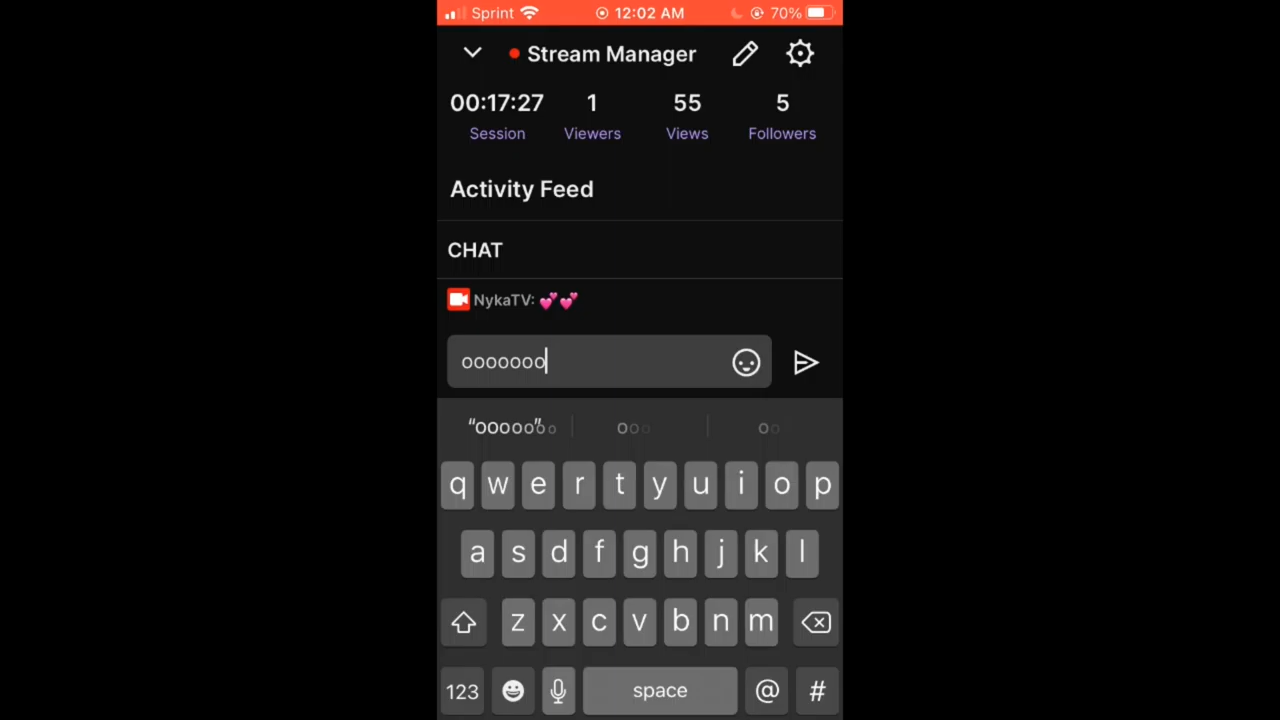 Sprint 12:02 AM 70%
Stream Manager
00:17:27 1 55 5
Session Viewers Views Followers
Activity Feed
CHAT
NykaTV: 💕💕
ooooooo
q w e r t y u i o p
a s d f g h j k l
z x c v b n m
123 space @ #